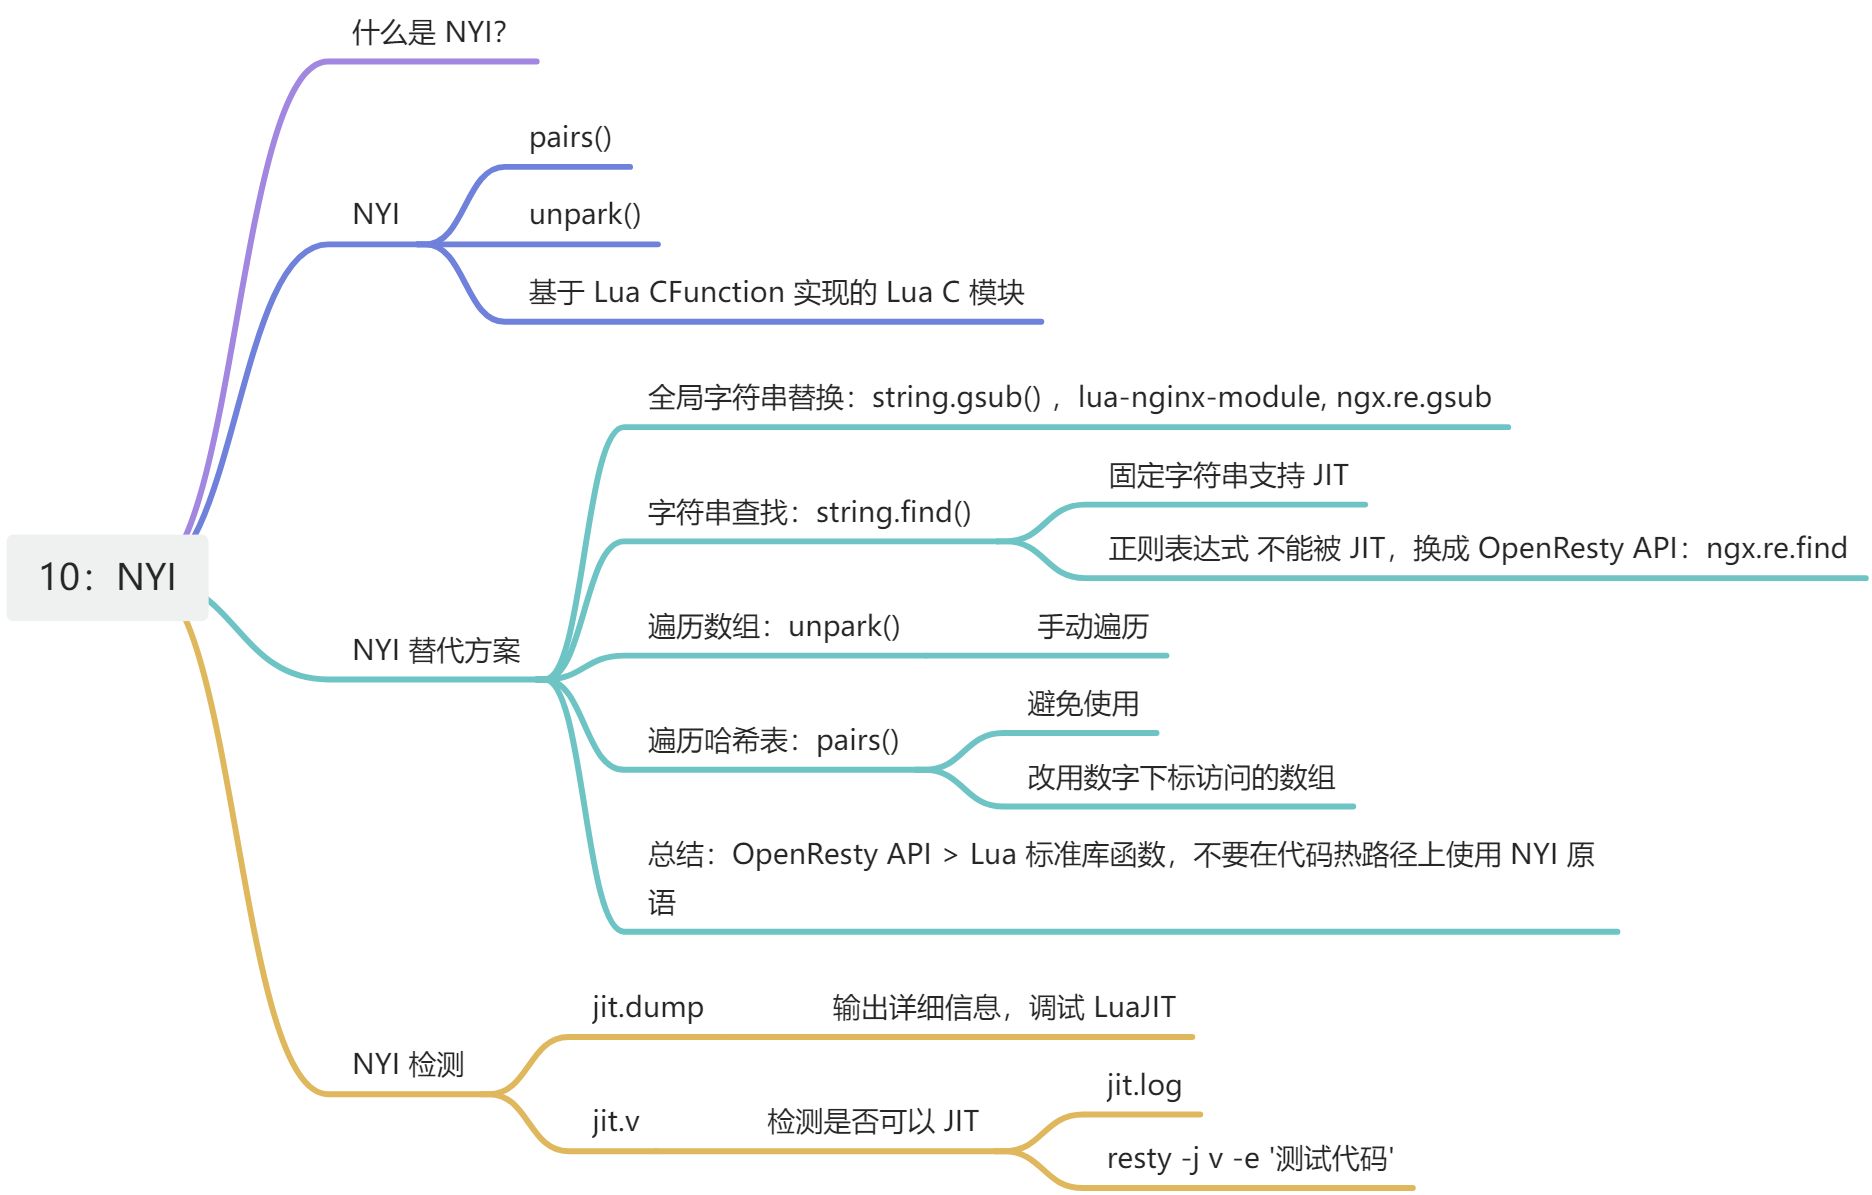 什么是 NYI？
pairs()
NYI
unpark()
基于 Lua CFunction 实现的 Lua C 模块
全局字符串替换：string.gsub() ，lua-nginx-module, ngx.re.gsub
固定字符串支持 JIT
字符串查找：string.find()
正则表达式 不能被 JIT，换成 OpenResty API：ngx.re.find
10：NYI
遍历数组：unpark()
手动遍历
NYI 替代方案
避免使用
遍历哈希表：pairs()
改用数字下标访问的数组
总结：OpenResty API > Lua 标准库函数，不要在代码热路径上使用 NYI 原
语
jit.dump
输出详细信息，调试 LuaJIT
NYI 检测
jit.log
jit.v
检测是否可以 JIT
resty -j v -e '测试代码'